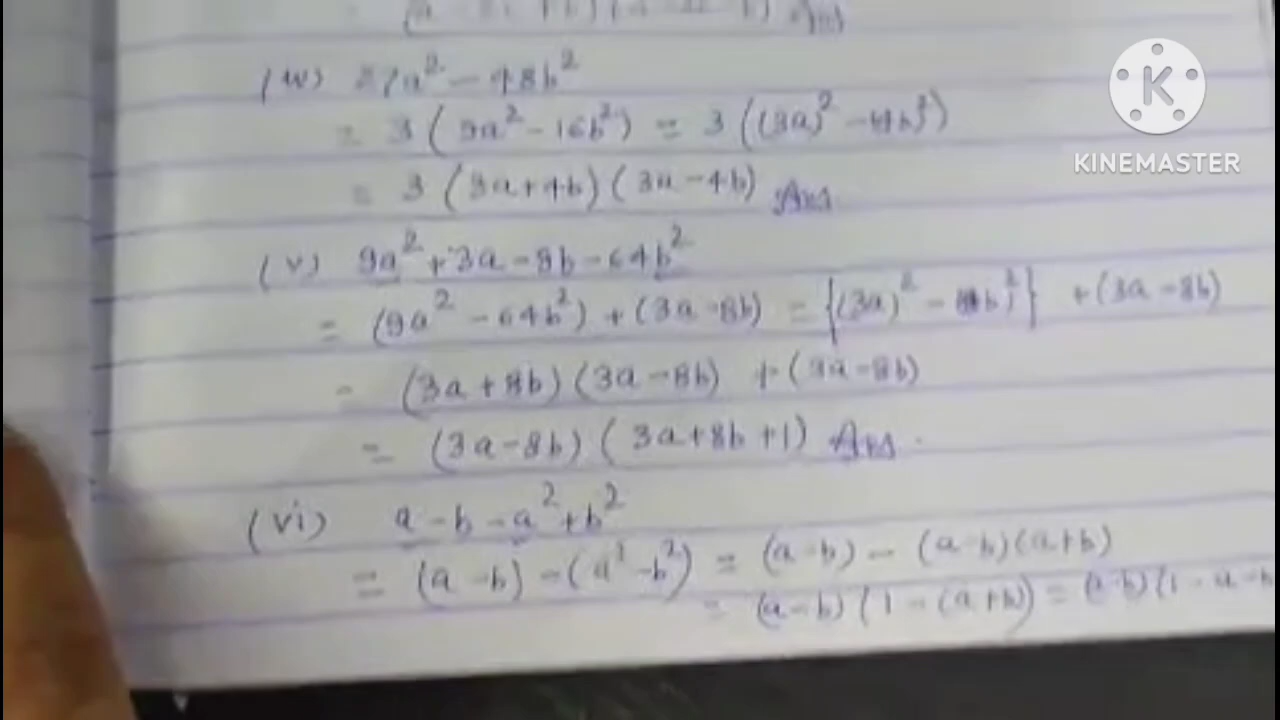 (iv) 27a² - 48b²
= 3 (9a² - 16b²) = 3 ((3a)² - (4b)²)
= 3 (3a+4b) (3a-4b) Ans
(v) 9a² + 3a - 8b - 64b²
= (9a² - 64b²) + (3a - 8b) = {(3a)² - (8b)²} + (3a - 8b)
= (3a + 8b) (3a - 8b) + (3a - 8b)
= (3a - 8b) (3a + 8b + 1) Ans.
(vi) a - b - a² + b²
= (a - b) - (a² - b²) = (a - b) - (a - b) (a + b)
= (a - b) (1 - (a + b)) = (a - b) (1 - a - b
K
KINEMASTER